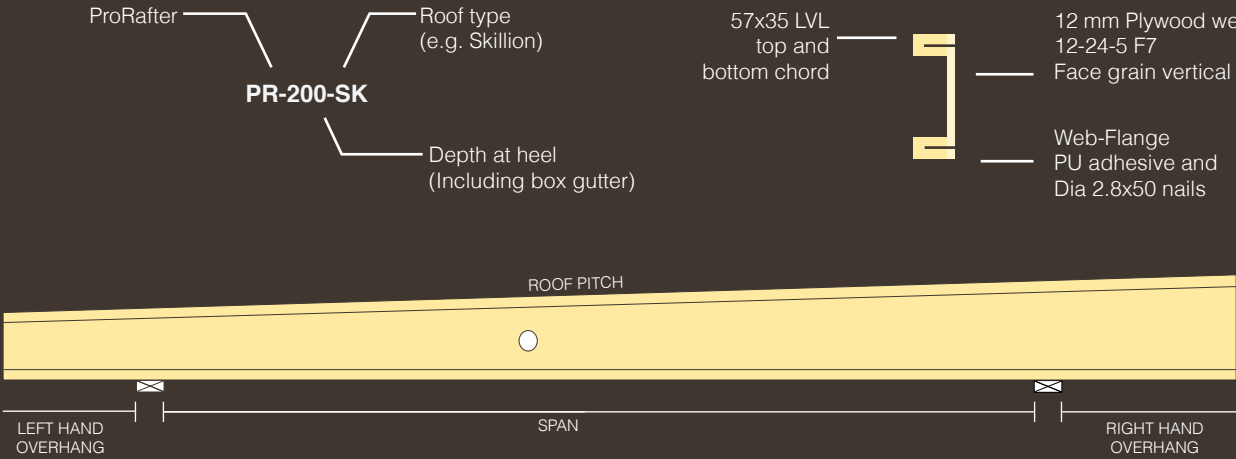 ProRafter
Roof type
(e.g. Skillion)
PR-200-SK
Depth at heel
(Including box gutter)
57x35 LVL
top and
bottom chord
12 mm Plywood
12-24-5 F7
Face grain vertical
Web-Flange
PU adhesive and
Dia 2.8x50 nails
ROOF PITCH
LEFT HAND
OVERHANG
SPAN
RIGHT HAND
OVERHANG